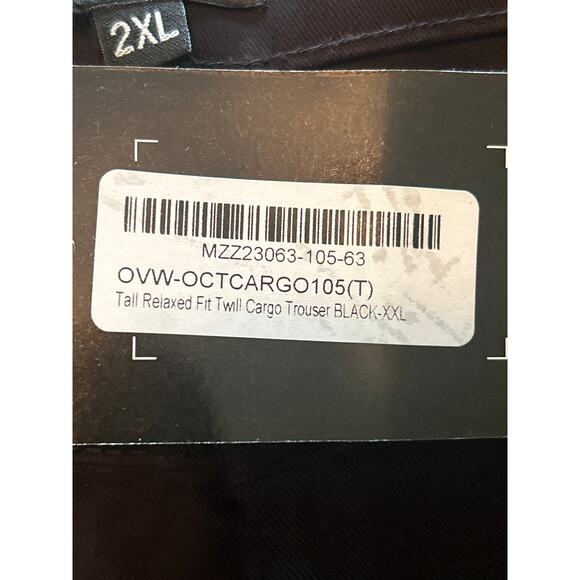 2XL
MZZ23063-105-63
OVW-OCTCARGO105(T)
Tall Relaxed Fit Twill Cargo Trouser BLACK-XXL